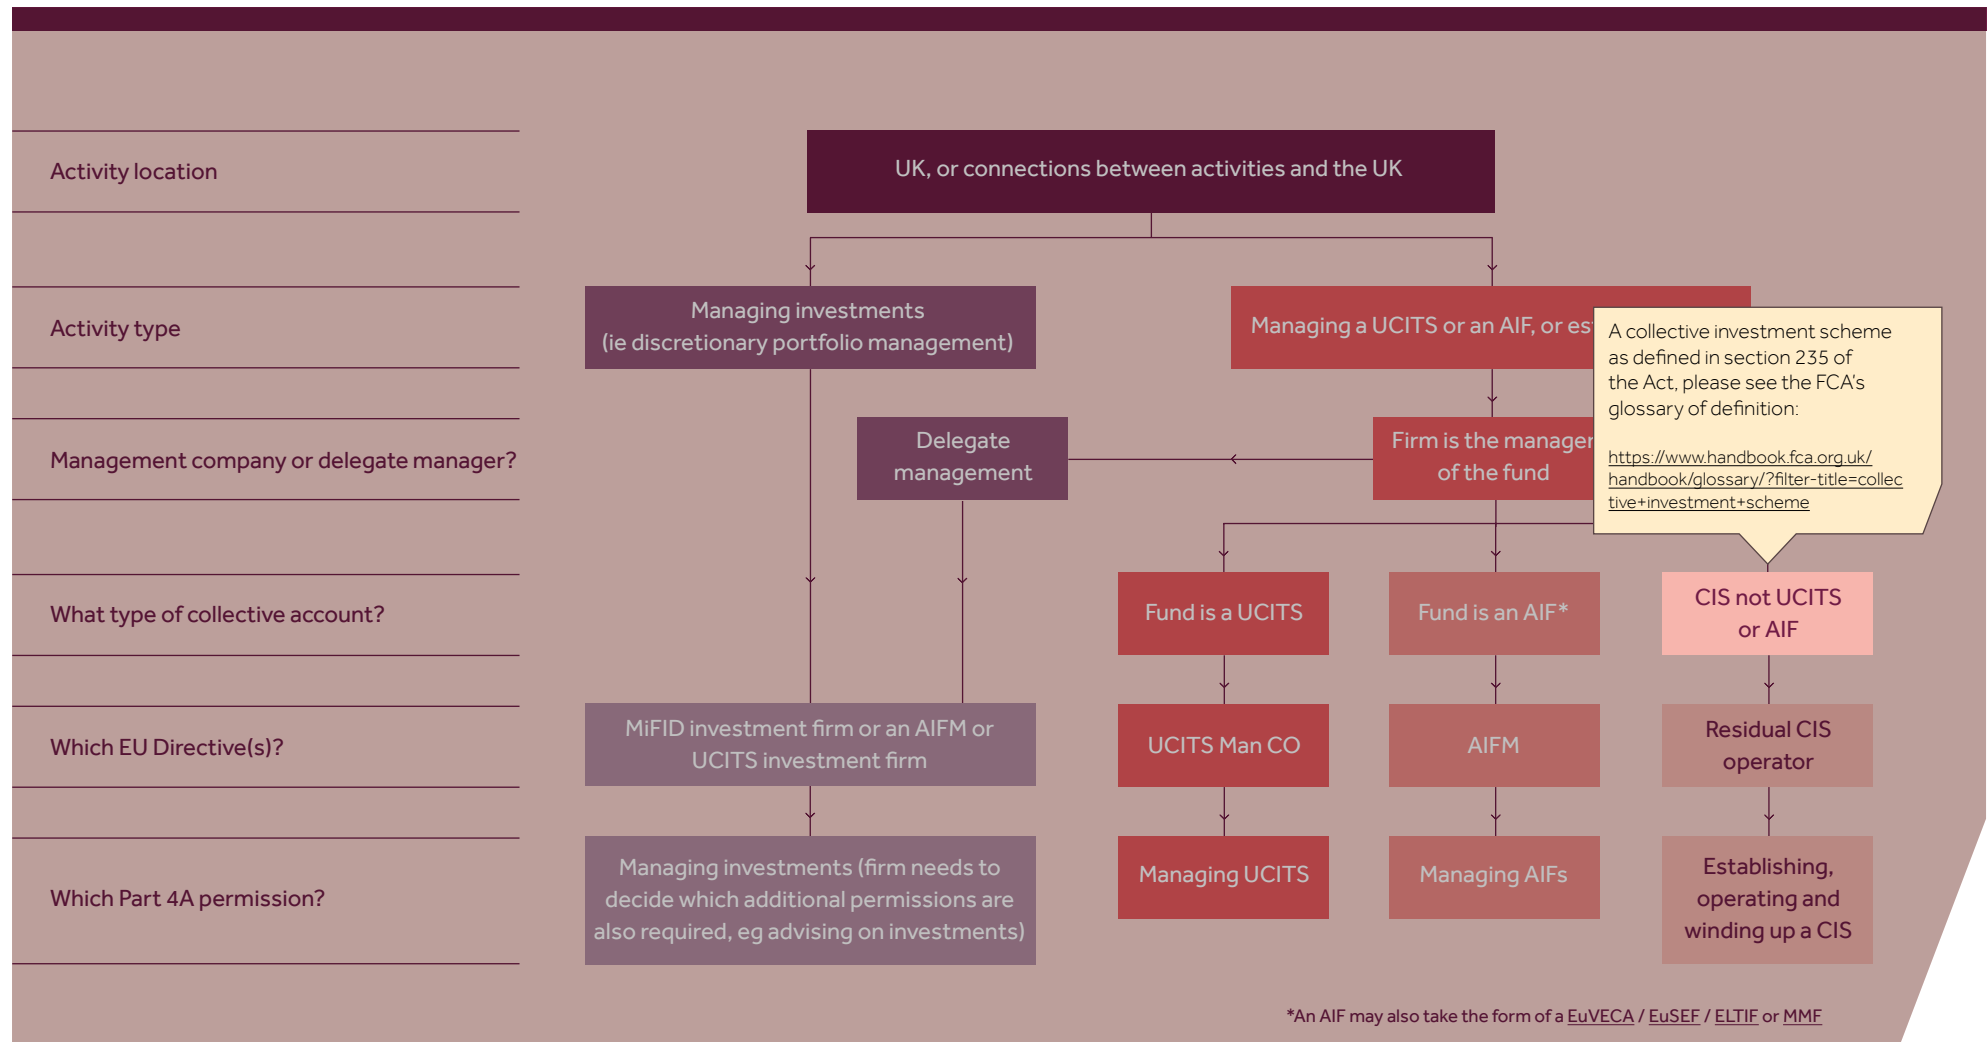 Activity location
UK, or connections between activities and the UK
Activity type
Managing investments
(ie discretionary portfolio management)
Managing a UCITS or an AIF, or
A collective investment scheme
as defined in section 235 of
the Act, please see the FCA's
glossary of definition:
https://www.handbook.fca.org.uk/
handbook/glossary/?filter-title=collec
tive+investment+scheme
Management company or delegate manager?
Delegate
management
Firm is the manager
of the fund
What type of collective account?
Fund is a UCITS
Fund is an AIF*
CIS not UCITS
or AIF
Which EU Directive(s)?
MiFID investment firm or an AIFM or
UCITS investment firm
UCITS Man CO
AIFM
Residual CIS
operator
Which Part 4A permission?
Managing investments (firm needs to
decide which additional permissions are
also required, eg advising on investments)
Managing UCITS
Managing AIFs
Establishing,
operating and
winding up a CIS
*An AIF may also take the form of a EuVECA / EuSEF / ELTIF or MMF